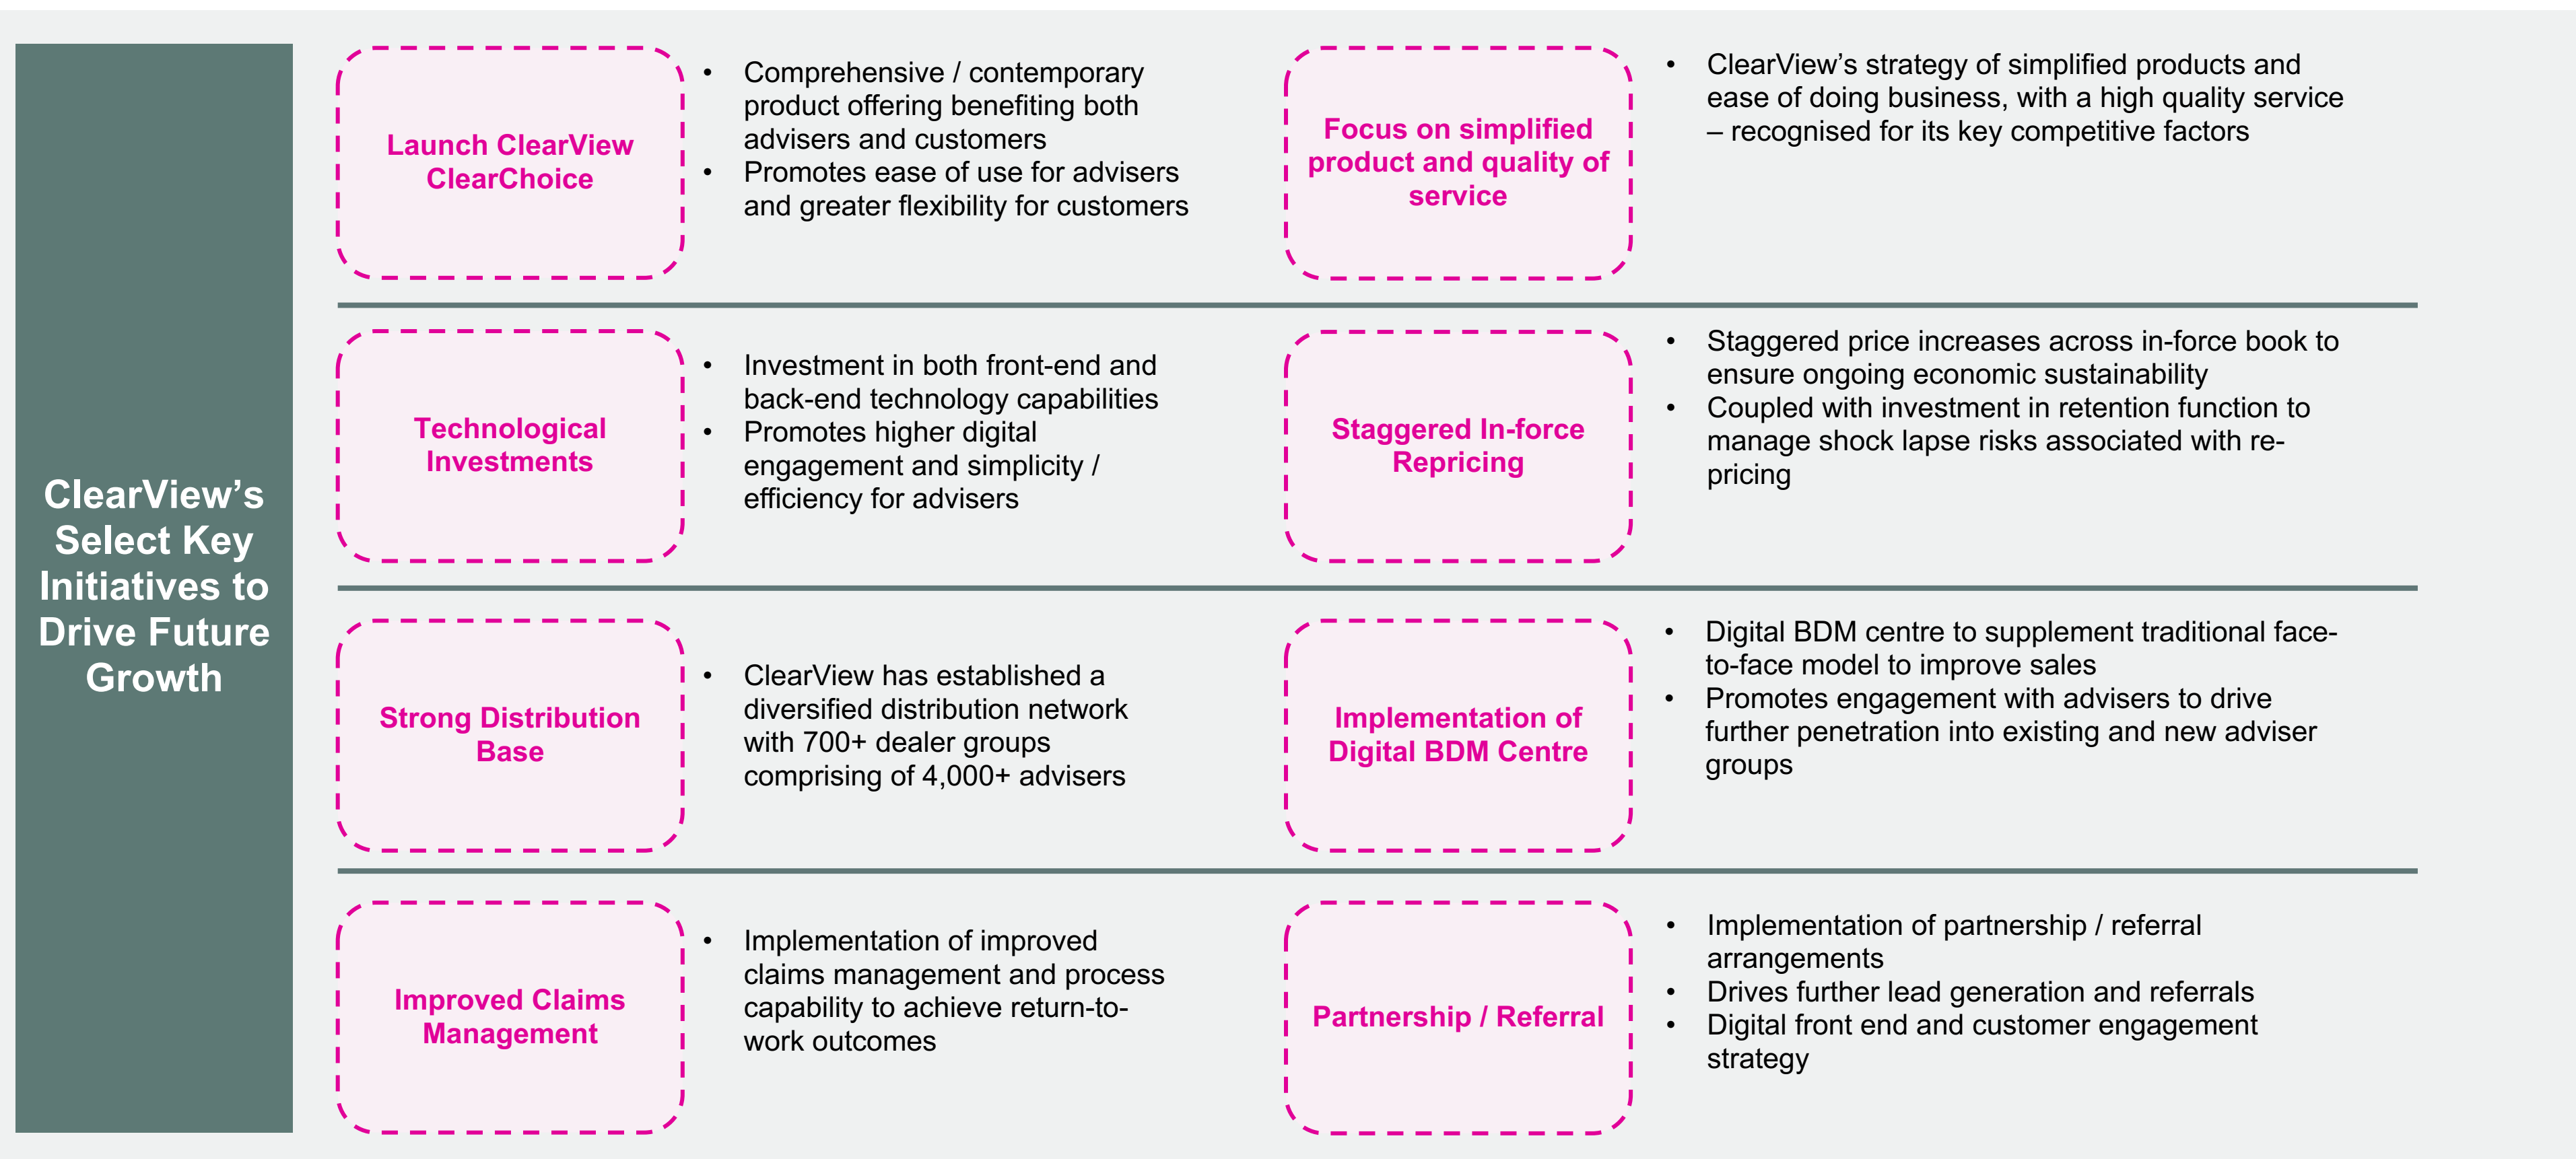 ClearView’s
Select Key
Initiatives to
Drive Future
Growth
Launch ClearView
ClearChoice
• Comprehensive / contemporary
product offering benefiting both
advisers and customers
• Promotes ease of use for advisers
and greater flexibility for customers
Focus on simplified
product and quality of
service
• ClearView’s strategy of simplified products and
ease of doing business, with a high quality service
– recognised for its key competitive factors
Technological
Investments
• Investment in both front-end and
back-end technology capabilities
• Promotes higher digital
engagement and simplicity /
efficiency for advisers
Staggered In-force
Repricing
• Staggered price increases across in-force book to
ensure ongoing economic sustainability
• Coupled with investment in retention function to
manage shock lapse risks associated with re-
pricing
Strong Distribution
Base
• ClearView has established a
diversified distribution network
with 700+ dealer groups
comprising of 4,000+ advisers
Implementation of
Digital BDM Centre
• Digital BDM centre to supplement traditional face-
to-face model to improve sales
• Promotes engagement with advisers to drive
further penetration into existing and new adviser
groups
Improved Claims
Management
• Implementation of improved
claims management and process
capability to achieve return-to-
work outcomes
Partnership / Referral
• Implementation of partnership / referral
arrangements
• Drives further lead generation and referrals
• Digital front end and customer engagement
strategy